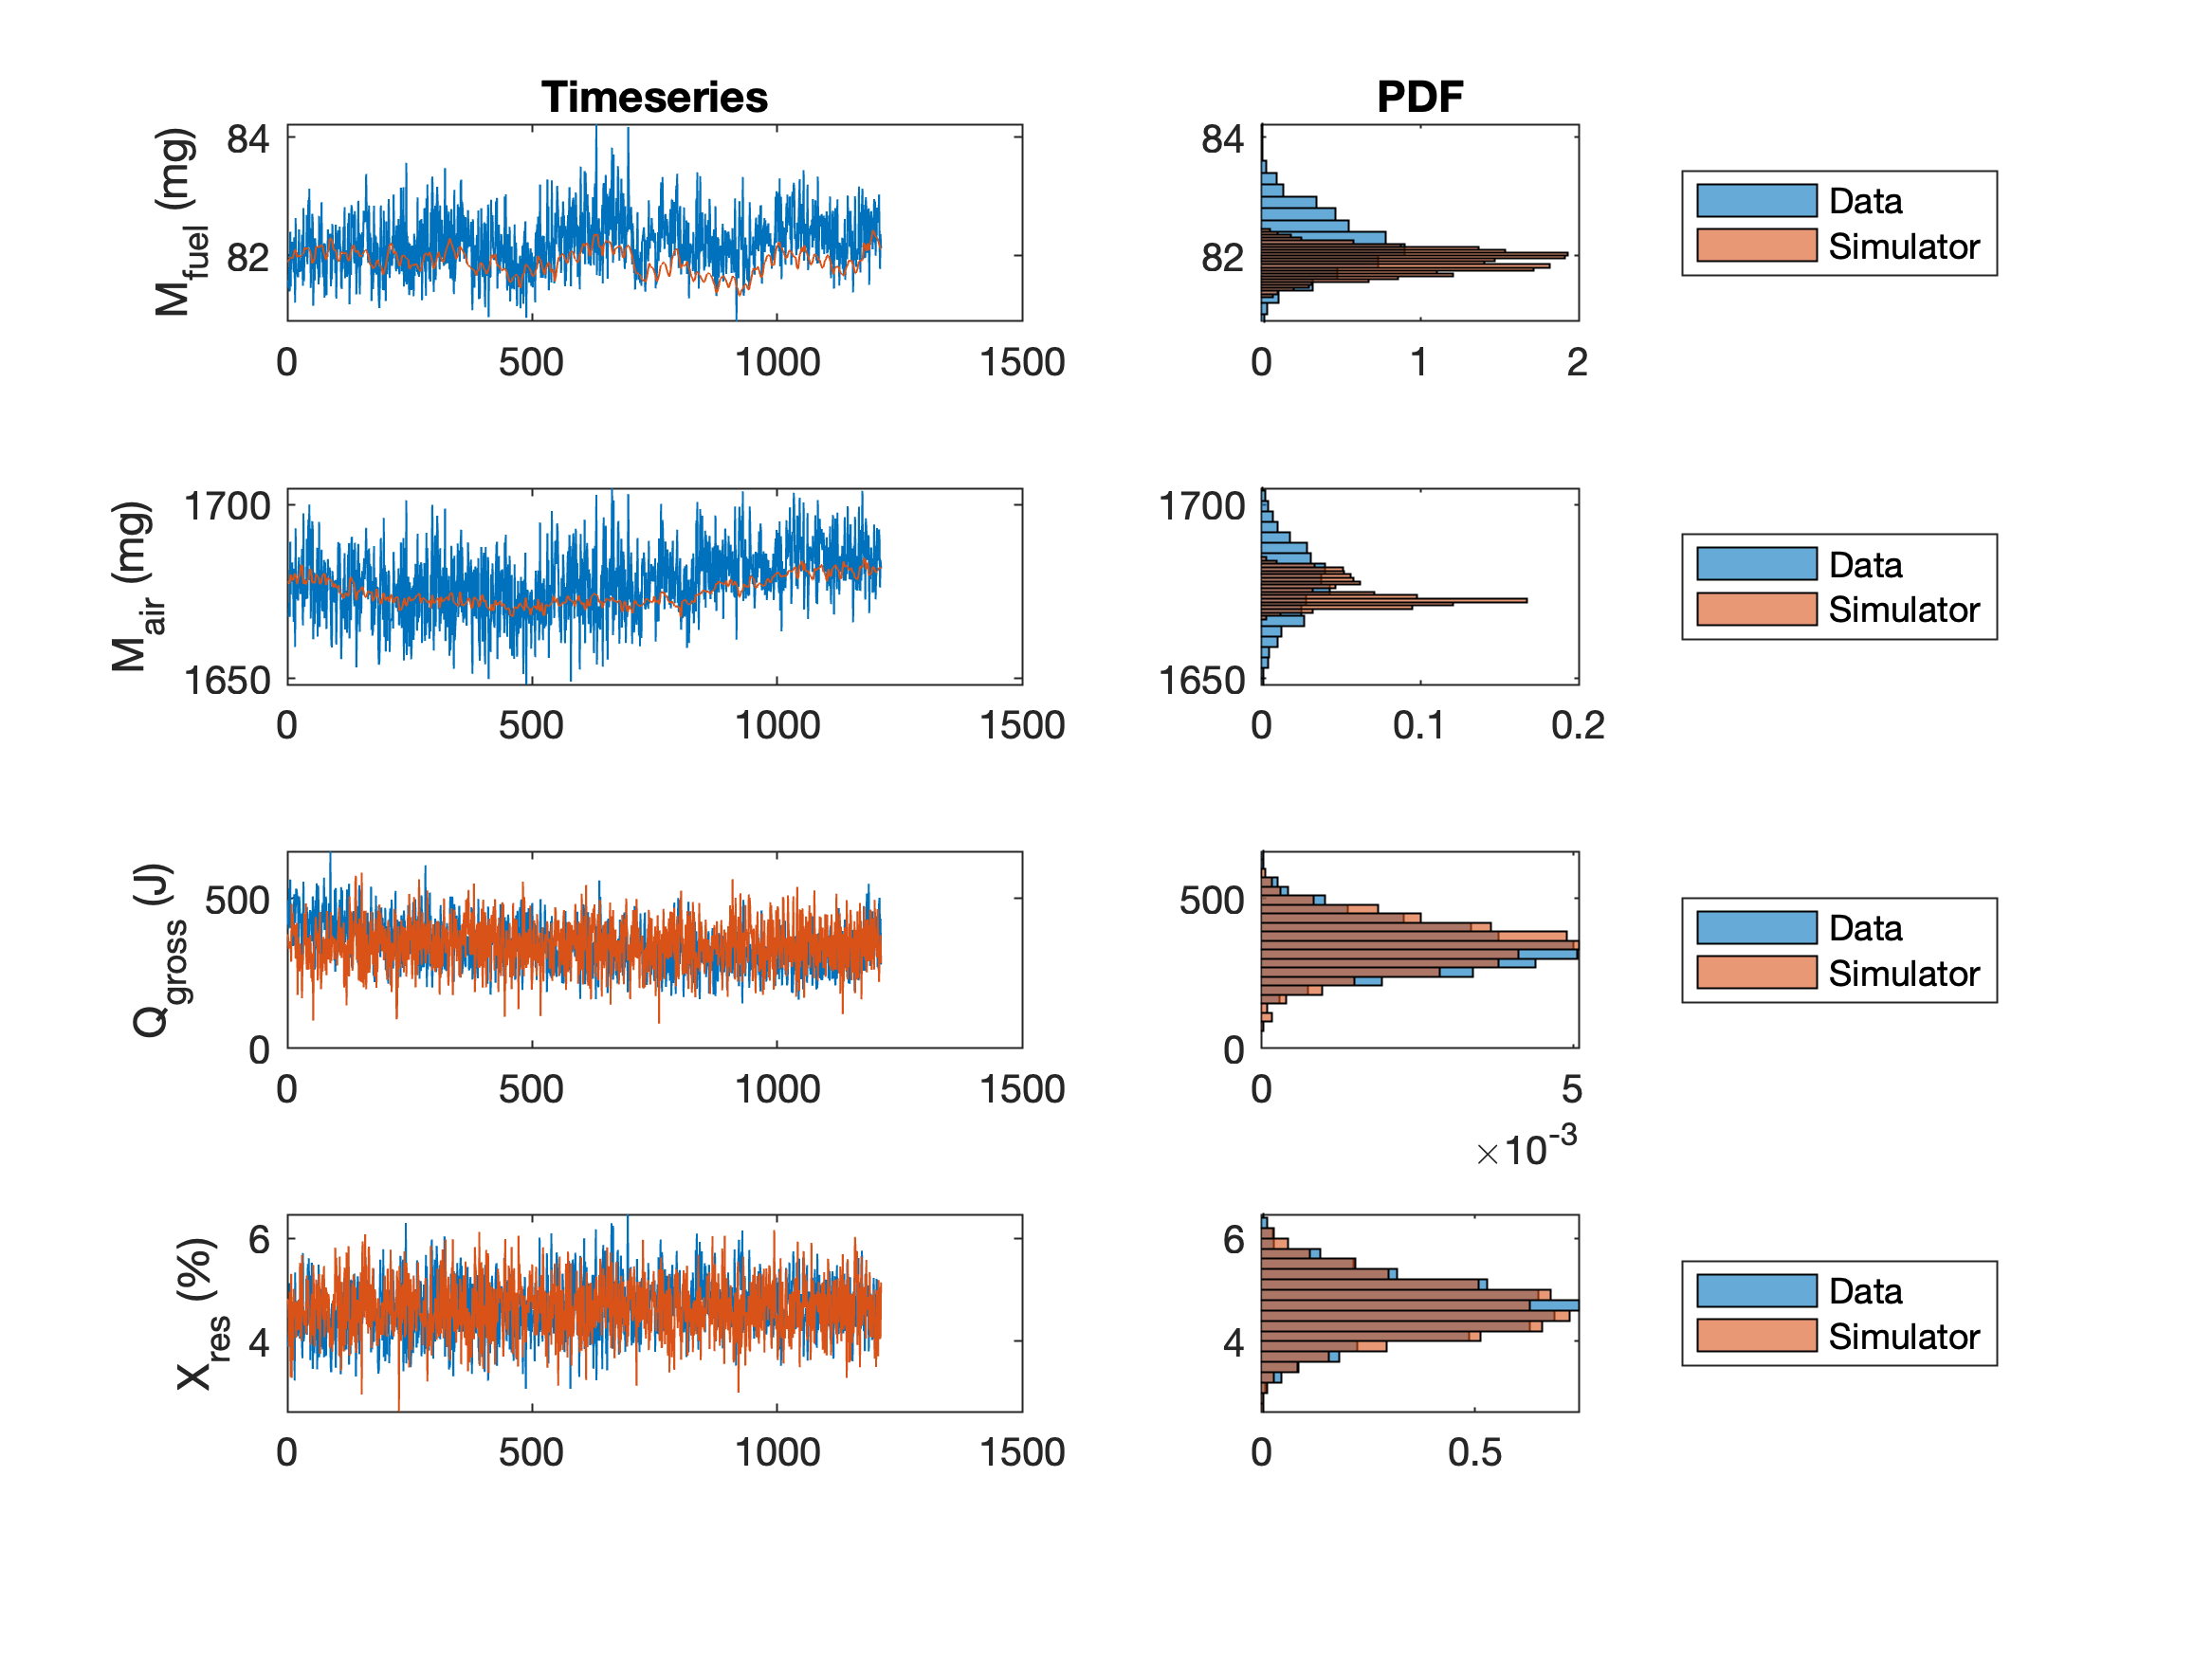 Timeseries PDF
M_fuel (mg)
84
82
0 500 1000 1500
84
82
0 1 2
Data
Simulator
M_air (mg)
1700
1650
0 500 1000 1500
1700
1650
0 0.1 0.2
Data
Simulator
Q_gross (J)
500
0
0 500 1000 1500
500
0
0 5
×10^-3
Data
Simulator
X_res (%)
6
4
0 500 1000 1500
6
4
0 0.5
Data
Simulator